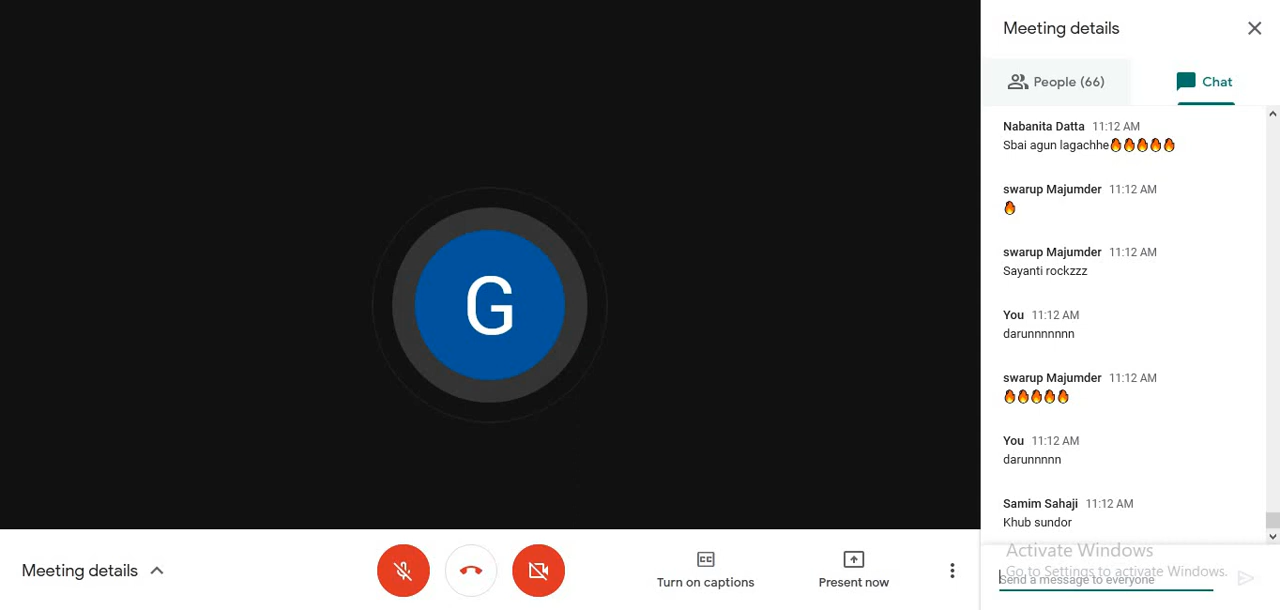 Meeting details
People (66)
Chat
Nabanita Datta 11:12 AM
Sbai agun lagachhe🔥🔥🔥🔥🔥
swarup Majumder 11:12 AM
🔥
swarup Majumder 11:12 AM
Sayanti rockzzz
You 11:12 AM
darunnnnnnn
swarup Majumder 11:12 AM
🔥🔥🔥🔥🔥
You 11:12 AM
darunnnnn
Samim Sahaji 11:12 AM
Khub sundor
Activate Windows
Go to Settings to activate Windows.
Send a message to everyone
G
Meeting details
Turn on captions
Present now